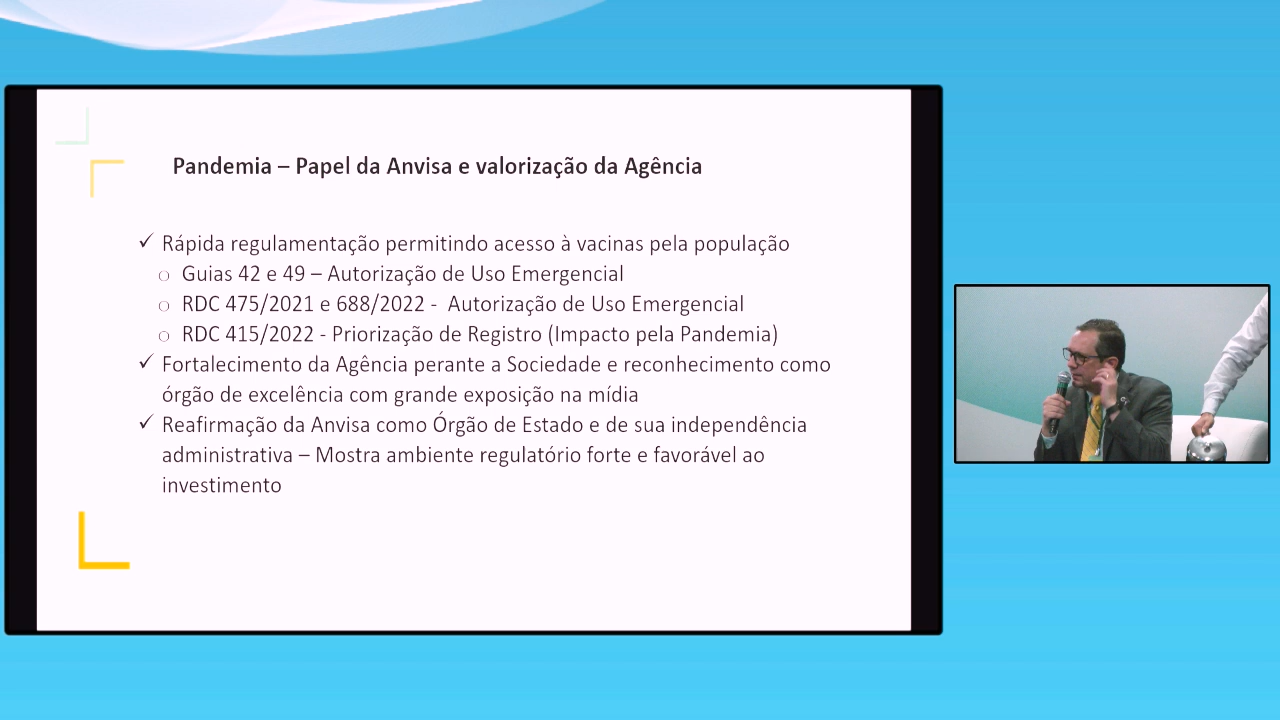 Pandemia – Papel da Anvisa e valorização da Agência
✓ Rápida regulamentação permitindo acesso à vacinas pela população
○ Guias 42 e 49 – Autorização de Uso Emergencial
○ RDC 475/2021 e 688/2022 - Autorização de Uso Emergencial
○ RDC 415/2022 - Priorização de Registro (Impacto pela Pandemia)
✓ Fortalecimento da Agência perante a Sociedade e reconhecimento como
órgão de excelência com grande exposição na mídia
✓ Reafirmação da Anvisa como Órgão de Estado e de sua independência
administrativa – Mostra ambiente regulatório forte e favorável ao
investimento